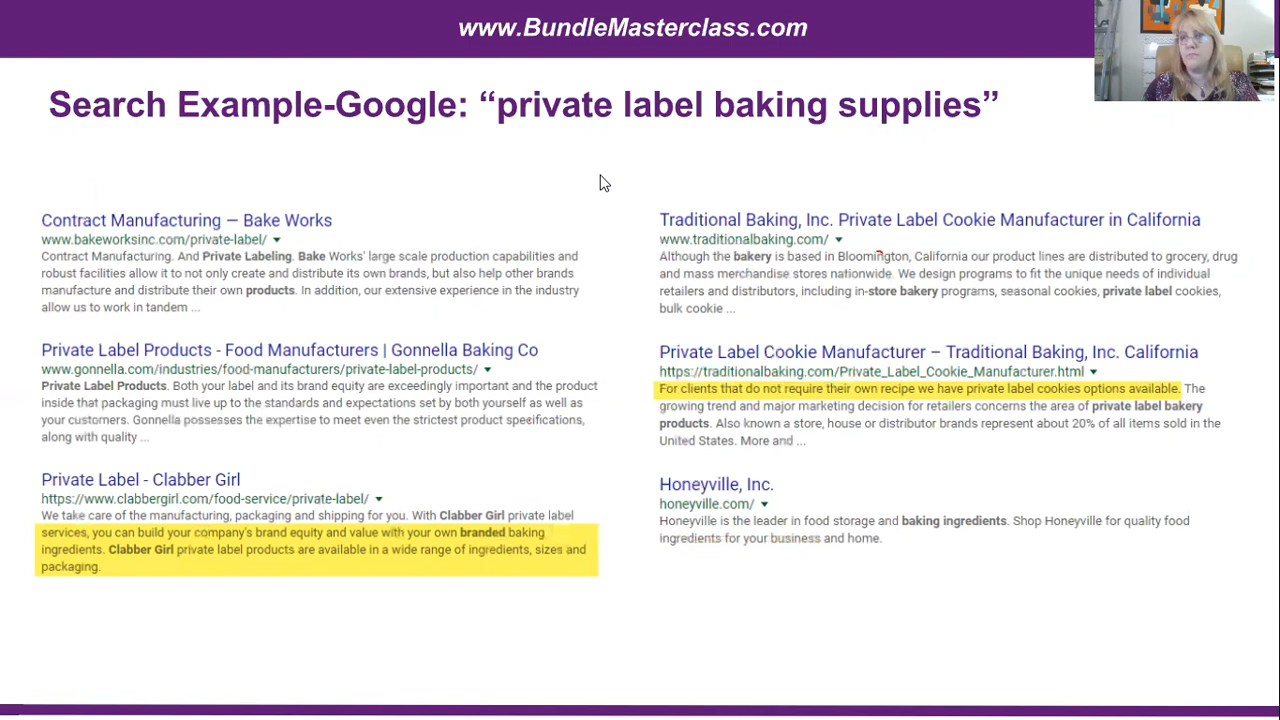 www.BundleMasterclass.com
Search Example-Google: “private label baking supplies”
Contract Manufacturing — Bake Works
www.bakeworksinc.com/private-label/
Contract Manufacturing. And Private Labeling. Bake Works' large scale production capabilities and
robust facilities allow it to not only create and distribute its own brands, but also help other brands
manufacture and distribute their own products. In addition, our extensive experience in the industry
allow us to work in tandem ...
Private Label Products - Food Manufacturers | Gonnella Baking Co
www.gonnella.com/industries/food-manufacturers/private-label-products/
Private Label Products. Both your label and its brand equity are exceedingly important and the product
inside that packaging must live up to the standards and expectations set by both yourself as well as
your customers. Gonnella possesses the expertise to meet even the strictest product specifications,
along with quality ...
Private Label - Clabber Girl
https://www.clabbergirl.com/food-service/private-label/
We take care of the manufacturing, packaging and shipping for you. With Clabber Girl private label
services, you can build your company's brand equity and value with your own branded baking
ingredients. Clabber Girl private label products are available in a wide range of ingredients, sizes and
packaging.
Traditional Baking, Inc. Private Label Cookie Manufacturer in California
www.traditionalbaking.com/
Although the bakery is based in Bloomington, California our product lines are distributed to grocery, drug
and mass merchandise stores nationwide. We design programs to fit the unique needs of individual
retailers and distributors, including in-store bakery programs, seasonal cookies, private label cookies,
bulk cookie ...
Private Label Cookie Manufacturer – Traditional Baking, Inc. California
https://traditionalbaking.com/Private_Label_Cookie_Manufacturer.html
For clients that do not require their own recipe we have private label cookies options available. The
growing trend and major marketing decision for retailers concerns the area of private label bakery
products. Also known a store, house or distributor brands represent about 20% of all items sold in the
United States. More and ...
Honeyville, Inc.
honeyville.com/
Honeyville is the leader in food storage and baking ingredients. Shop Honeyville for quality food
ingredients for your business and home.